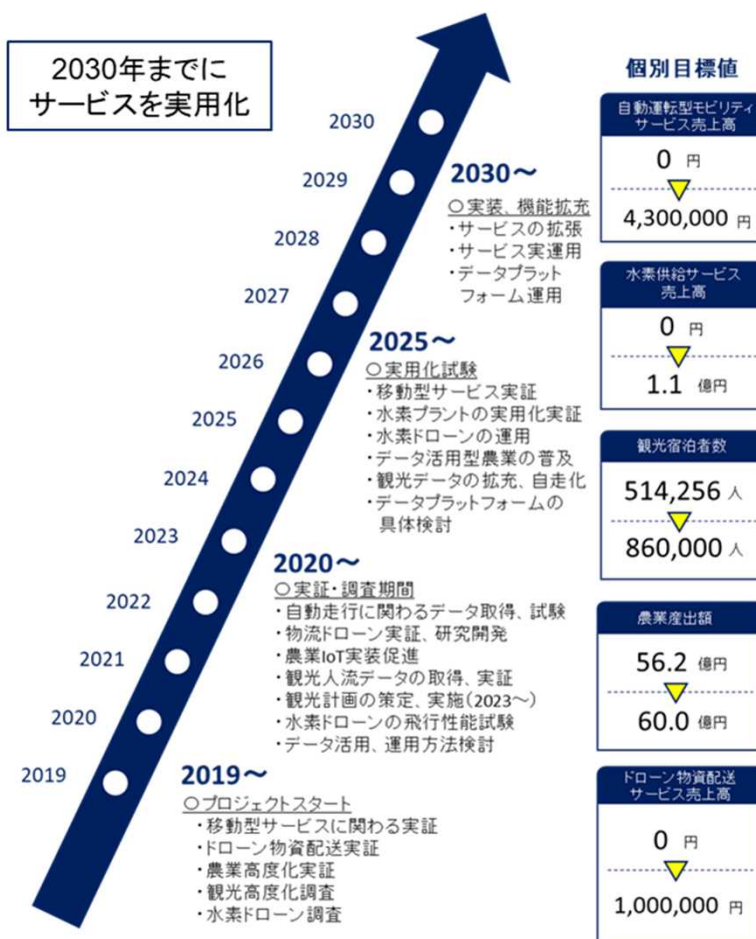 2030年までに
サービスを実用化
2030
2029
2028
2027
2026
2025
2024
2023
2022
2021
2020
2019
2030～
○実装、機能拡充
・サービスの拡張
・サービス実運用
・データプラット
フォーム運用
2025～
○実用化試験
・移動型サービス実証
・水素プラントの実用化実証
・水素ドローンの運用
・データ活用型農業の普及
・観光データの拡充、自走化
・データプラットフォームの
具体検討
2020～
○実証・調査期間
・自動走行に関わるデータ取得、試験
・物流ドローン実証、研究開発
・農業IoT実装促進
・観光人流データの取得、実証
・観光計画の策定、実施(2023～)
・水素ドローンの飛行性能試験
・データ活用、運用方法検討
2019～
○プロジェクトスタート
・移動型サービスに関わる実証
・ドローン物資配送実証
・農業高度化実証
・観光高度化調査
・水素ドローン調査
個別目標値
自動運転型モビリティ
サービス売上高
0 円
4,300,000 円
水素供給サービス
売上高
0 円
1.1 億円
観光宿泊者数
514,256 人
860,000 人
農業産出額
56.2 億円
60.0 億円
ドローン物資配送
サービス売上高
0 円
1,000,000 円